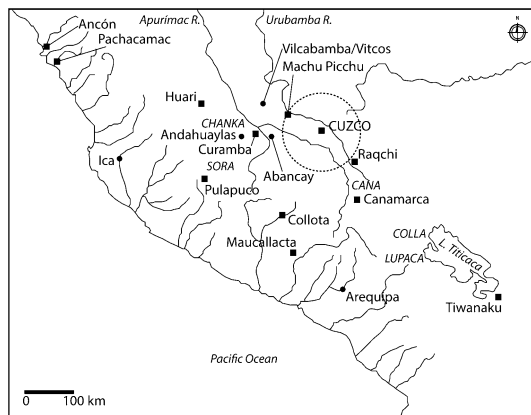 Apurímac R.
Urubamba R.
Ancón
Pachacamac
Vilcabamba/Vitcos
Machu Picchu
Huari
CHANKA
CUZCO
Andahuaylas
Curamba
Ica
SORA
Abancay
Raqchi
Pulapuco
CANA
Canamarca
Collota
COLLA
Maucallacta
LUPACA
L. Titicaca
Arequipa
Tiwanaku
Pacific Ocean
0
100 km